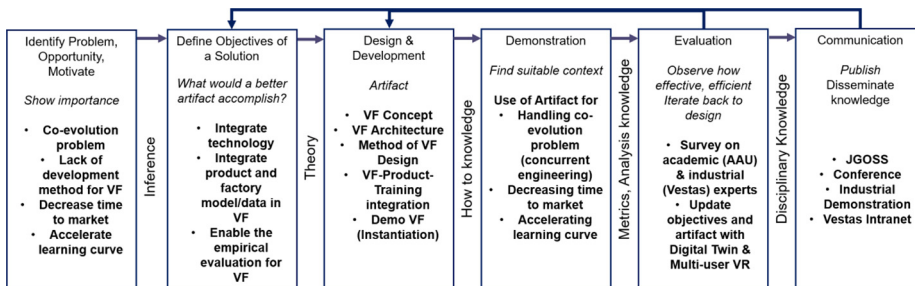 Identify Problem,
Opportunity,
Motivate
Show importance
• Co-evolution
problem
• Lack of
development
method for VF
• Decrease time
to market
• Accelerate
learning curve
Inference
Define Objectives of
a Solution
What would a better
artifact accomplish?
• Integrate
technology
• Integrate
product and
factory
model/data in
VF
• Enable the
empirical
evaluation for
VF
Theory
Design &
Development
Artifact
• VF Concept
• VF Architecture
• Method of VF
Design
• VF-Product-
Training
integration
• Demo VF
(Instantiation)
How to knowledge
Demonstration
Find suitable context
Use of Artifact for
• Handling co-
evolution
problem
(concurrent
engineering)
• Decreasing time
to market
• Accelerating
learning curve
Metrics, Analysis knowledge
Evaluation
Observe how
effective, efficient
Iterate back to
design
• Survey on
academic (AAU)
& industrial
(Vestas) experts
• Update
objectives and
artifact with
Digital Twin &
Multi-user VR
Disciplinary Knowledge
Communication
Publish
Disseminate
knowledge
• JGOSS
• Conference
• Industrial
Demonstration
• Vestas Intranet